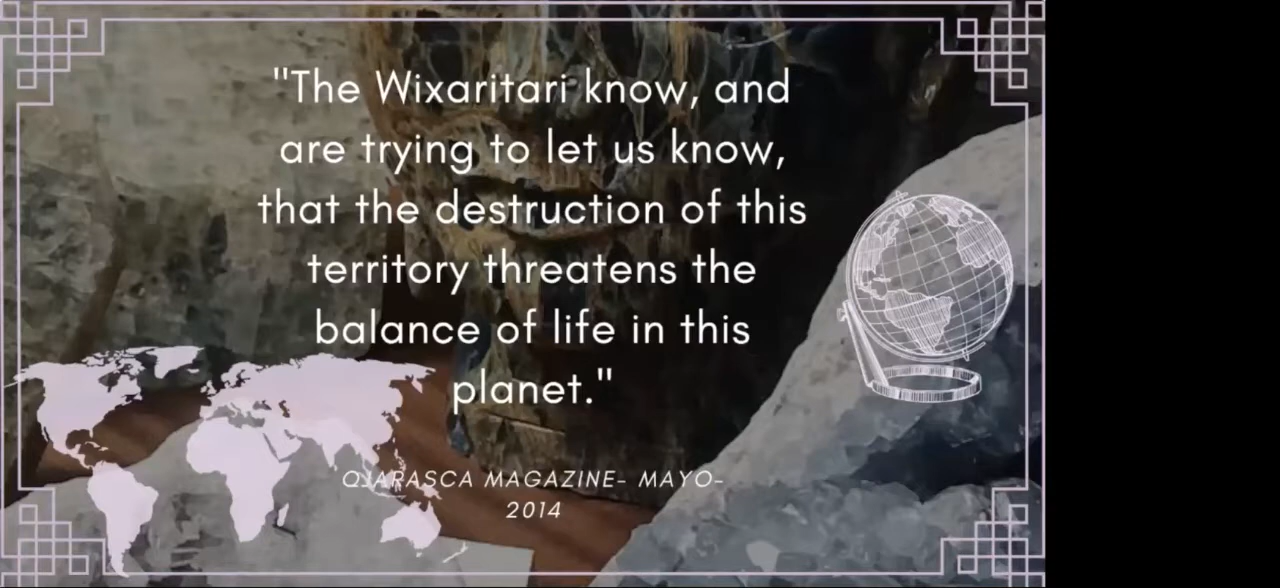 "The Wixaritari know, and
are trying to let us know,
that the destruction of this
territory threatens the
balance of life in this
planet."
QJARASCA MAGAZINE- MAYO-
2014